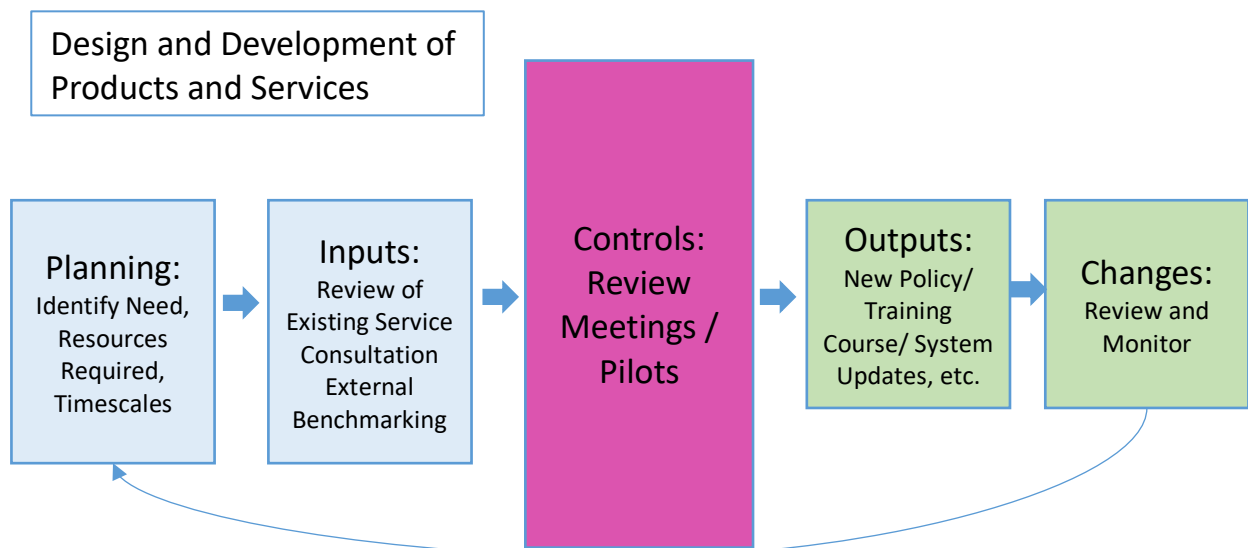 Design and Development of
Products and Services
Planning:
Identify Need,
Resources
Required,
Timescales
Inputs:
Review of
Existing Service
Consultation
External
Benchmarking
Controls:
Review
Meetings /
Pilots
Outputs:
New Policy/
Training
Course/ System
Updates, etc.
Changes:
Review and
Monitor